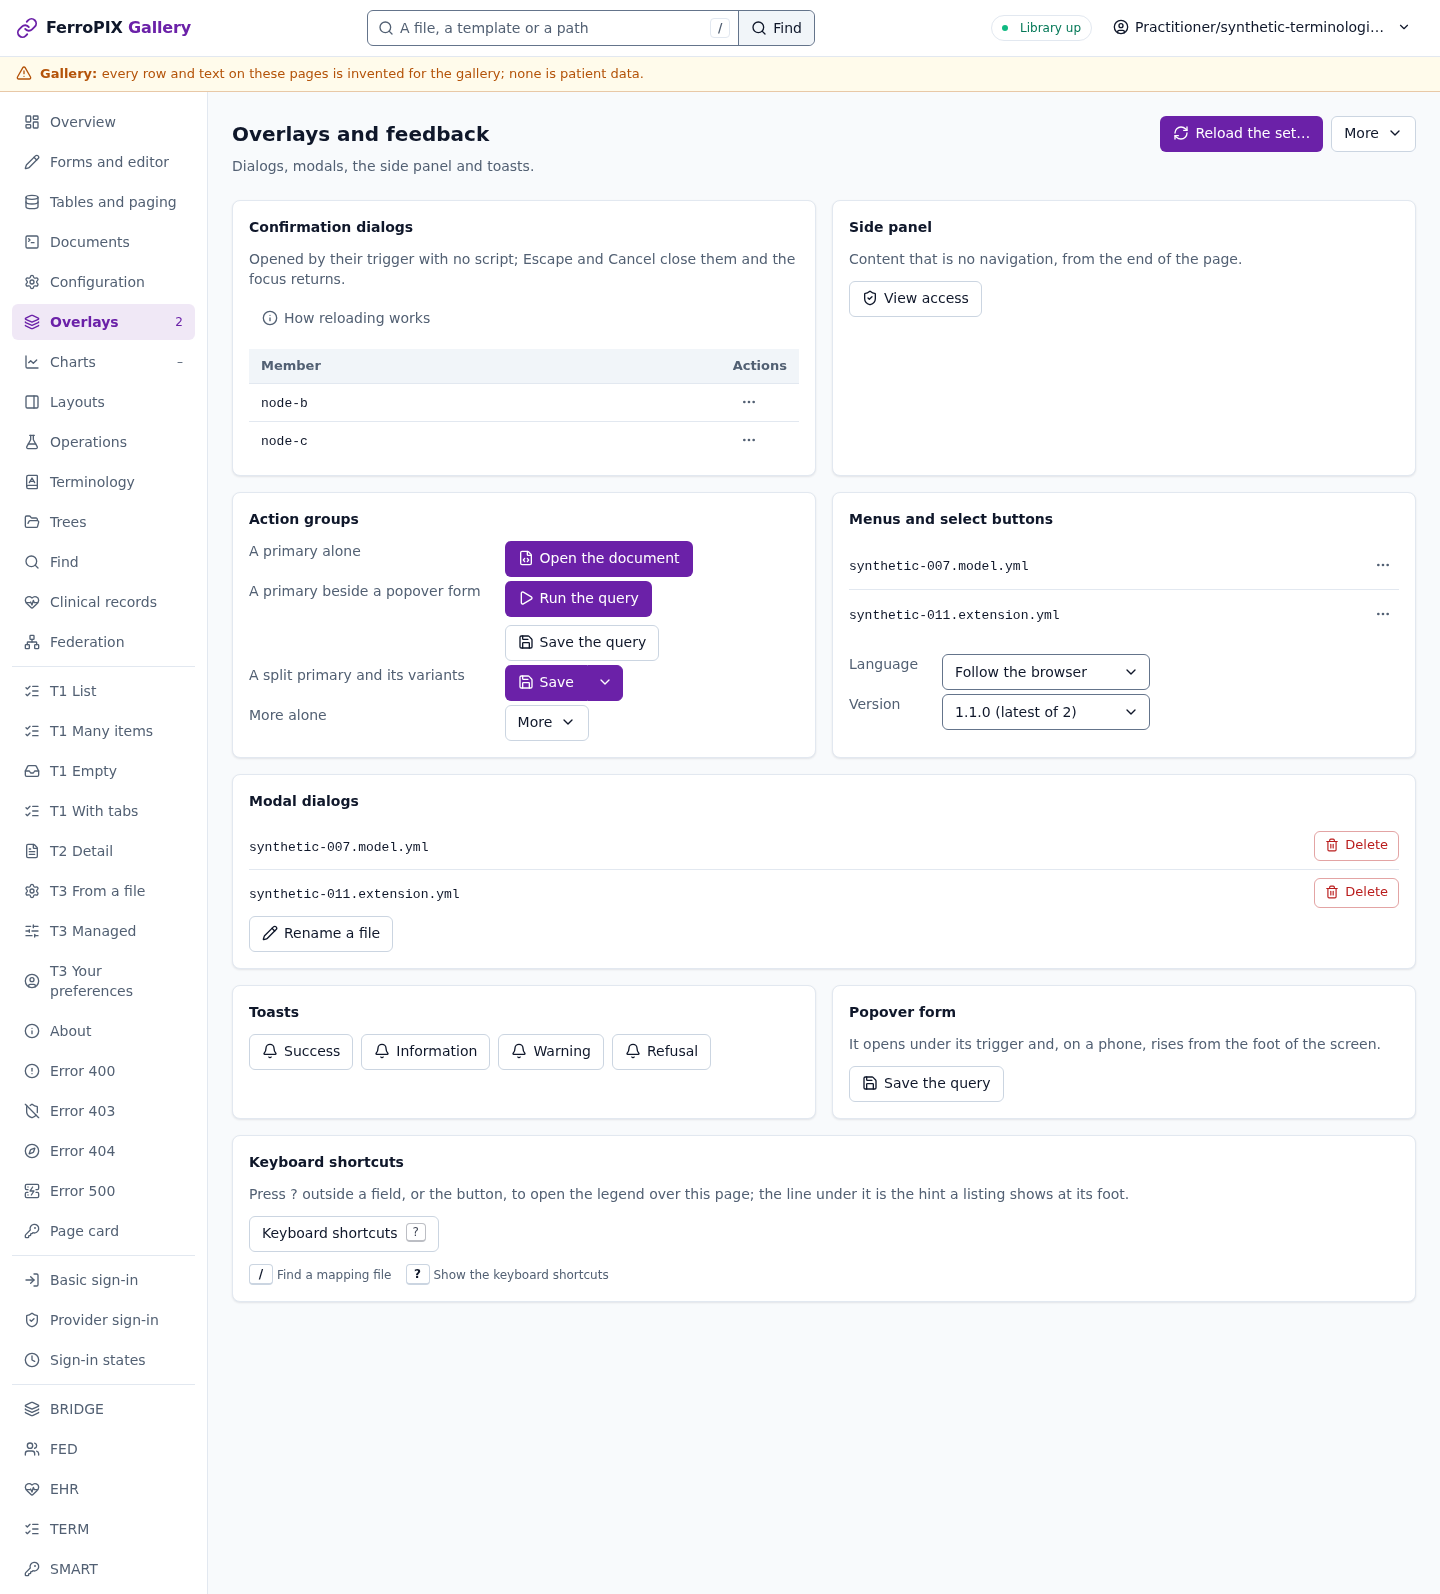 FerroPIX Gallery
A file, a template or a path
/
Find
Library up
Practitioner/synthetic-terminologi...
Gallery: every row and text on these pages is invented for the gallery; none is patient data.
Overview
Forms and editor
Tables and paging
Documents
Configuration
Overlays 2
Charts –
Layouts
Operations
Terminology
Trees
Find
Clinical records
Federation
T1 List
T1 Many items
T1 Empty
T1 With tabs
T2 Detail
T3 From a file
T3 Managed
T3 Your
preferences
About
Error 400
Error 403
Error 404
Error 500
Page card
Basic sign-in
Provider sign-in
Sign-in states
BRIDGE
FED
EHR
TERM
SMART
Overlays and feedback
Reload the set...
More
Dialogs, modals, the side panel and toasts.
Confirmation dialogs
Opened by their trigger with no script; Escape and Cancel close them and the
focus returns.
How reloading works
Member Actions
node-b
node-c
Side panel
Content that is no navigation, from the end of the page.
View access
Action groups
A primary alone
Open the document
A primary beside a popover form
Run the query
Save the query
A split primary and its variants
Save
More alone
More
Menus and select buttons
synthetic-007.model.yml
synthetic-011.extension.yml
Language
Follow the browser
Version
1.1.0 (latest of 2)
Modal dialogs
synthetic-007.model.yml
Delete
synthetic-011.extension.yml
Delete
Rename a file
Toasts
Success
Information
Warning
Refusal
Popover form
It opens under its trigger and, on a phone, rises from the foot of the screen.
Save the query
Keyboard shortcuts
Press ? outside a field, or the button, to open the legend over this page; the line under it is the hint a listing shows at its foot.
Keyboard shortcuts ?
/ Find a mapping file ? Show the keyboard shortcuts